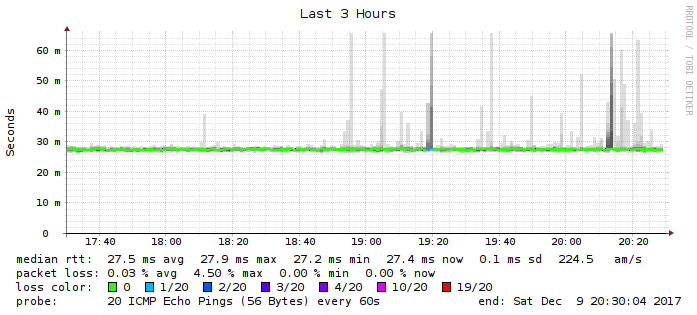 Last 3 Hours
RRDTOOL / TOBI OETIKER
Seconds
60 m
50 m
40 m
30 m
20 m
10 m
0
17:40 18:00 18:20 18:40 19:00 19:20 19:40 20:00 20:20
median rtt: 27.5 ms avg 27.9 ms max 27.2 ms min 27.4 ms now 0.1 ms sd 224.5 am/s
packet loss: 0.03 % avg 4.50 % max 0.00 % min 0.00 % now
loss color: 0 1/20 2/20 3/20 4/20 10/20 19/20
probe: 20 ICMP Echo Pings (56 Bytes) every 60s end: Sat Dec 9 20:30:04 2017